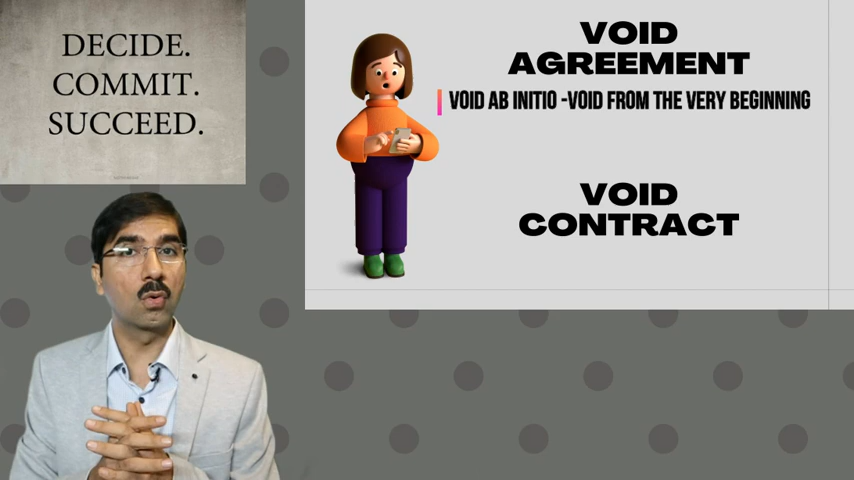 DECIDE.
COMMIT.
SUCCEED.
VOID
AGREEMENT
VOID AB INITIO -VOID FROM THE VERY BEGINNING
VOID
CONTRACT